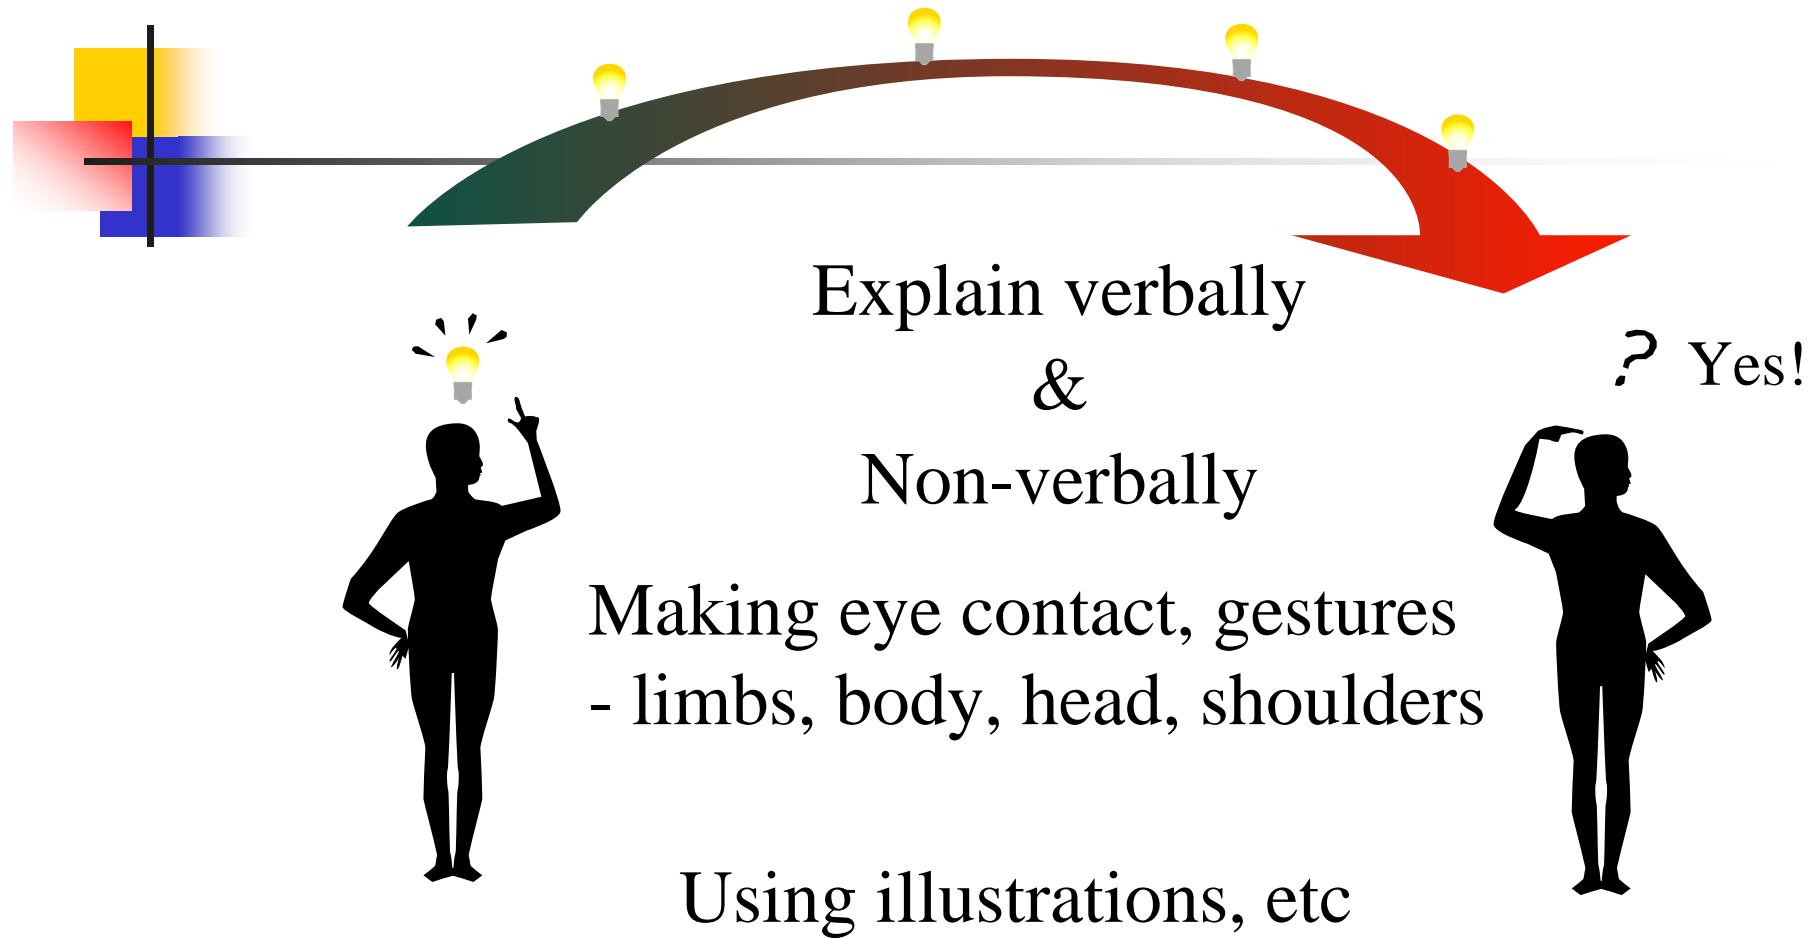 Explain verbally
&
Non-verbally
? Yes!
Making eye contact, gestures
- limbs, body, head, shoulders
Using illustrations, etc